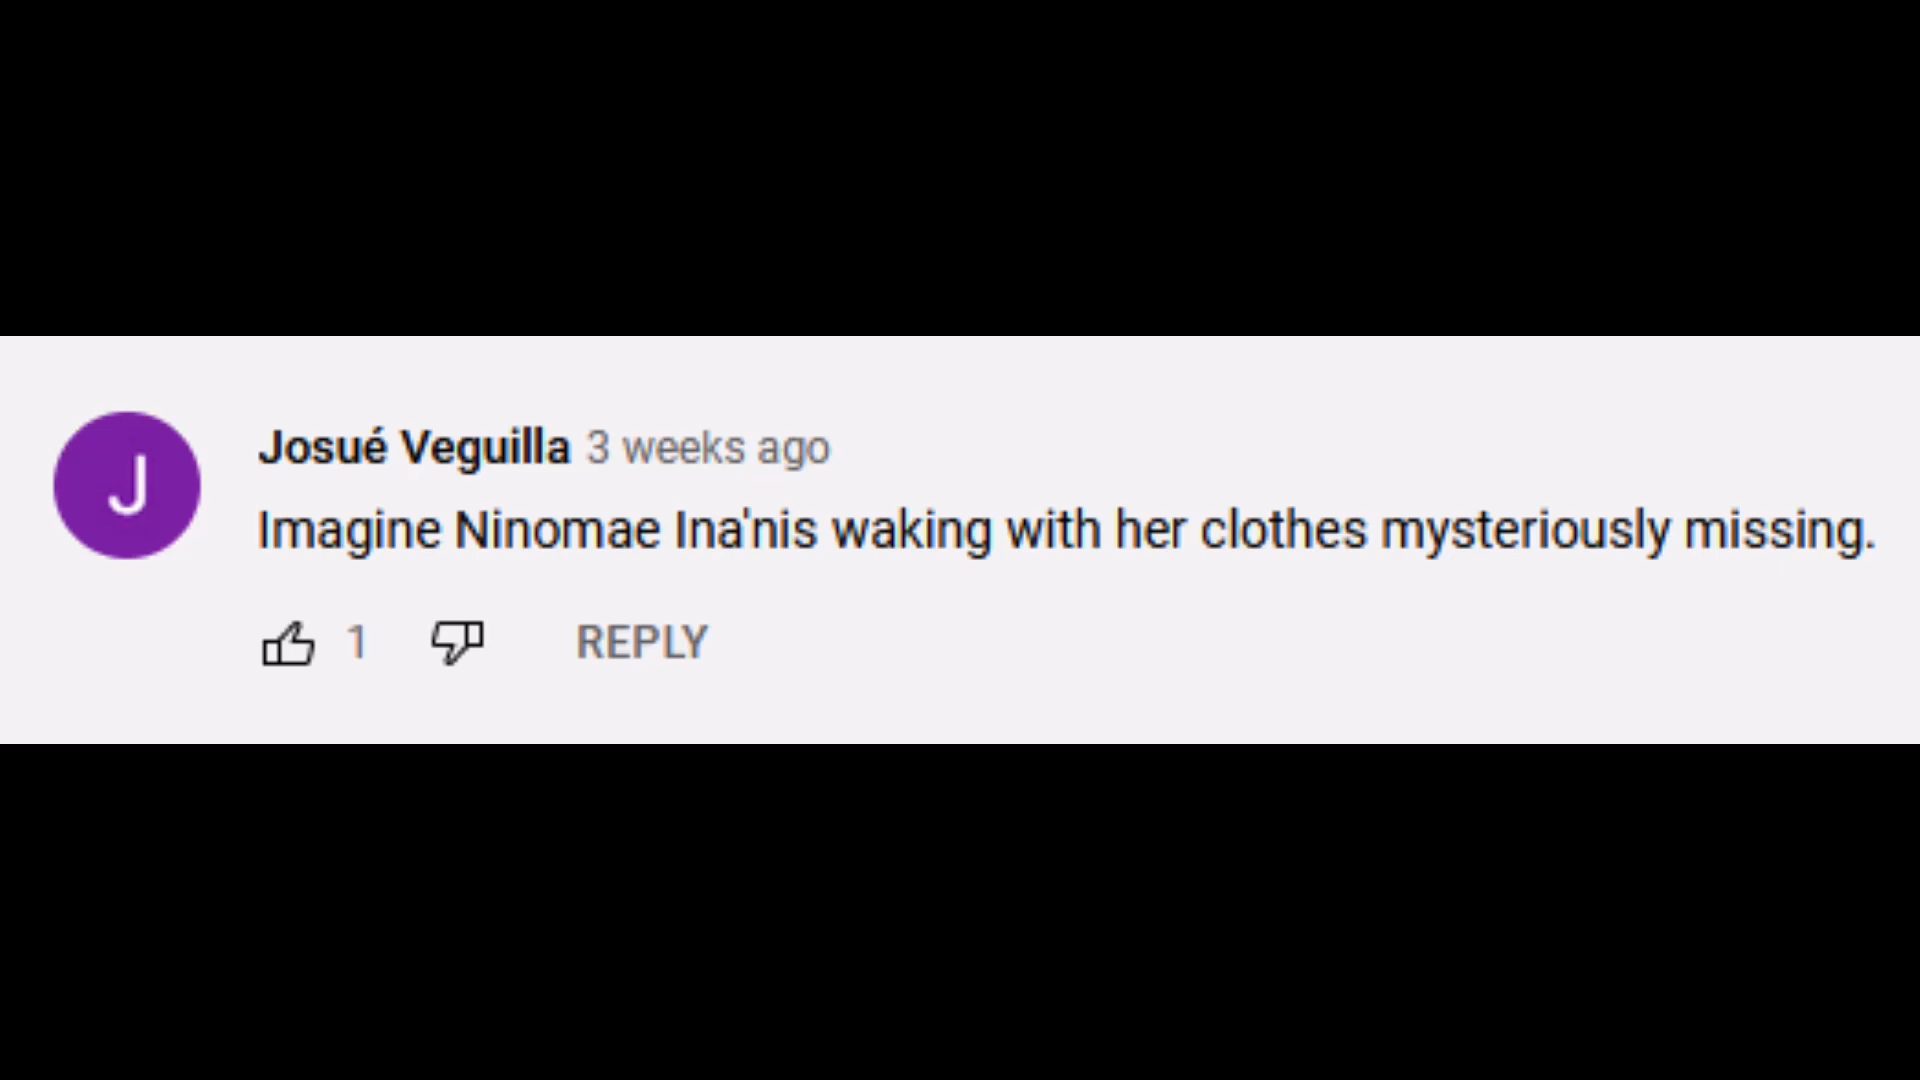 J
Josué Veguilla 3 weeks ago
Imagine Ninomae Ina'nis waking with her clothes mysteriously missing.
1 REPLY